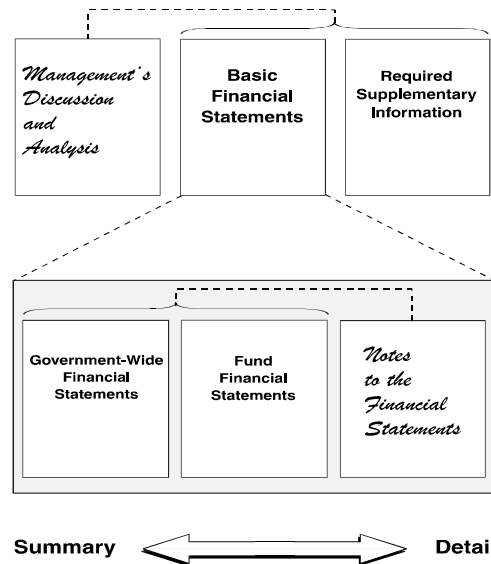 Management's
Discussion
and
Analysis
Basic
Financial
Statements
Required
Supplementary
Information
Government-Wide
Financial
Statements
Fund
Financial
Statements
Notes
to the
Financial
Statements
Summary
Detai